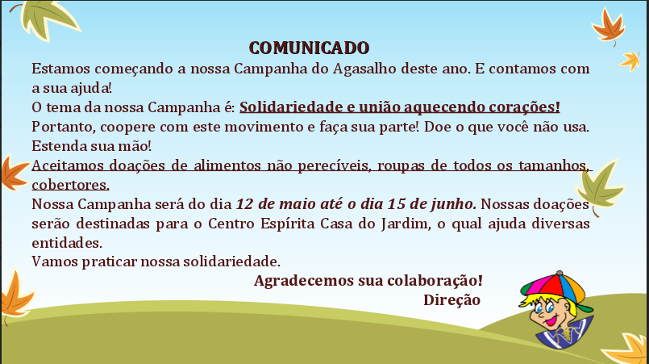 COMUNICADO
Estamos começando a nossa Campanha do Agasalho deste ano. E contamos com
a sua ajuda!
O tema da nossa Campanha é: Solidariedade e união aquecendo corações!
Portanto, coopere com este movimento e faça sua parte! Doe o que você não usa.
Estenda sua mão!
Aceitamos doações de alimentos não perecíveis, roupas de todos os tamanhos,
cobertores.
Nossa Campanha será do dia 12 de maio até o dia 15 de junho. Nossas doações
serão destinadas para o Centro Espírita Casa do Jardim, o qual ajuda diversas
entidades.
Vamos praticar nossa solidariedade.
Agradecemos sua colaboração!
Direção